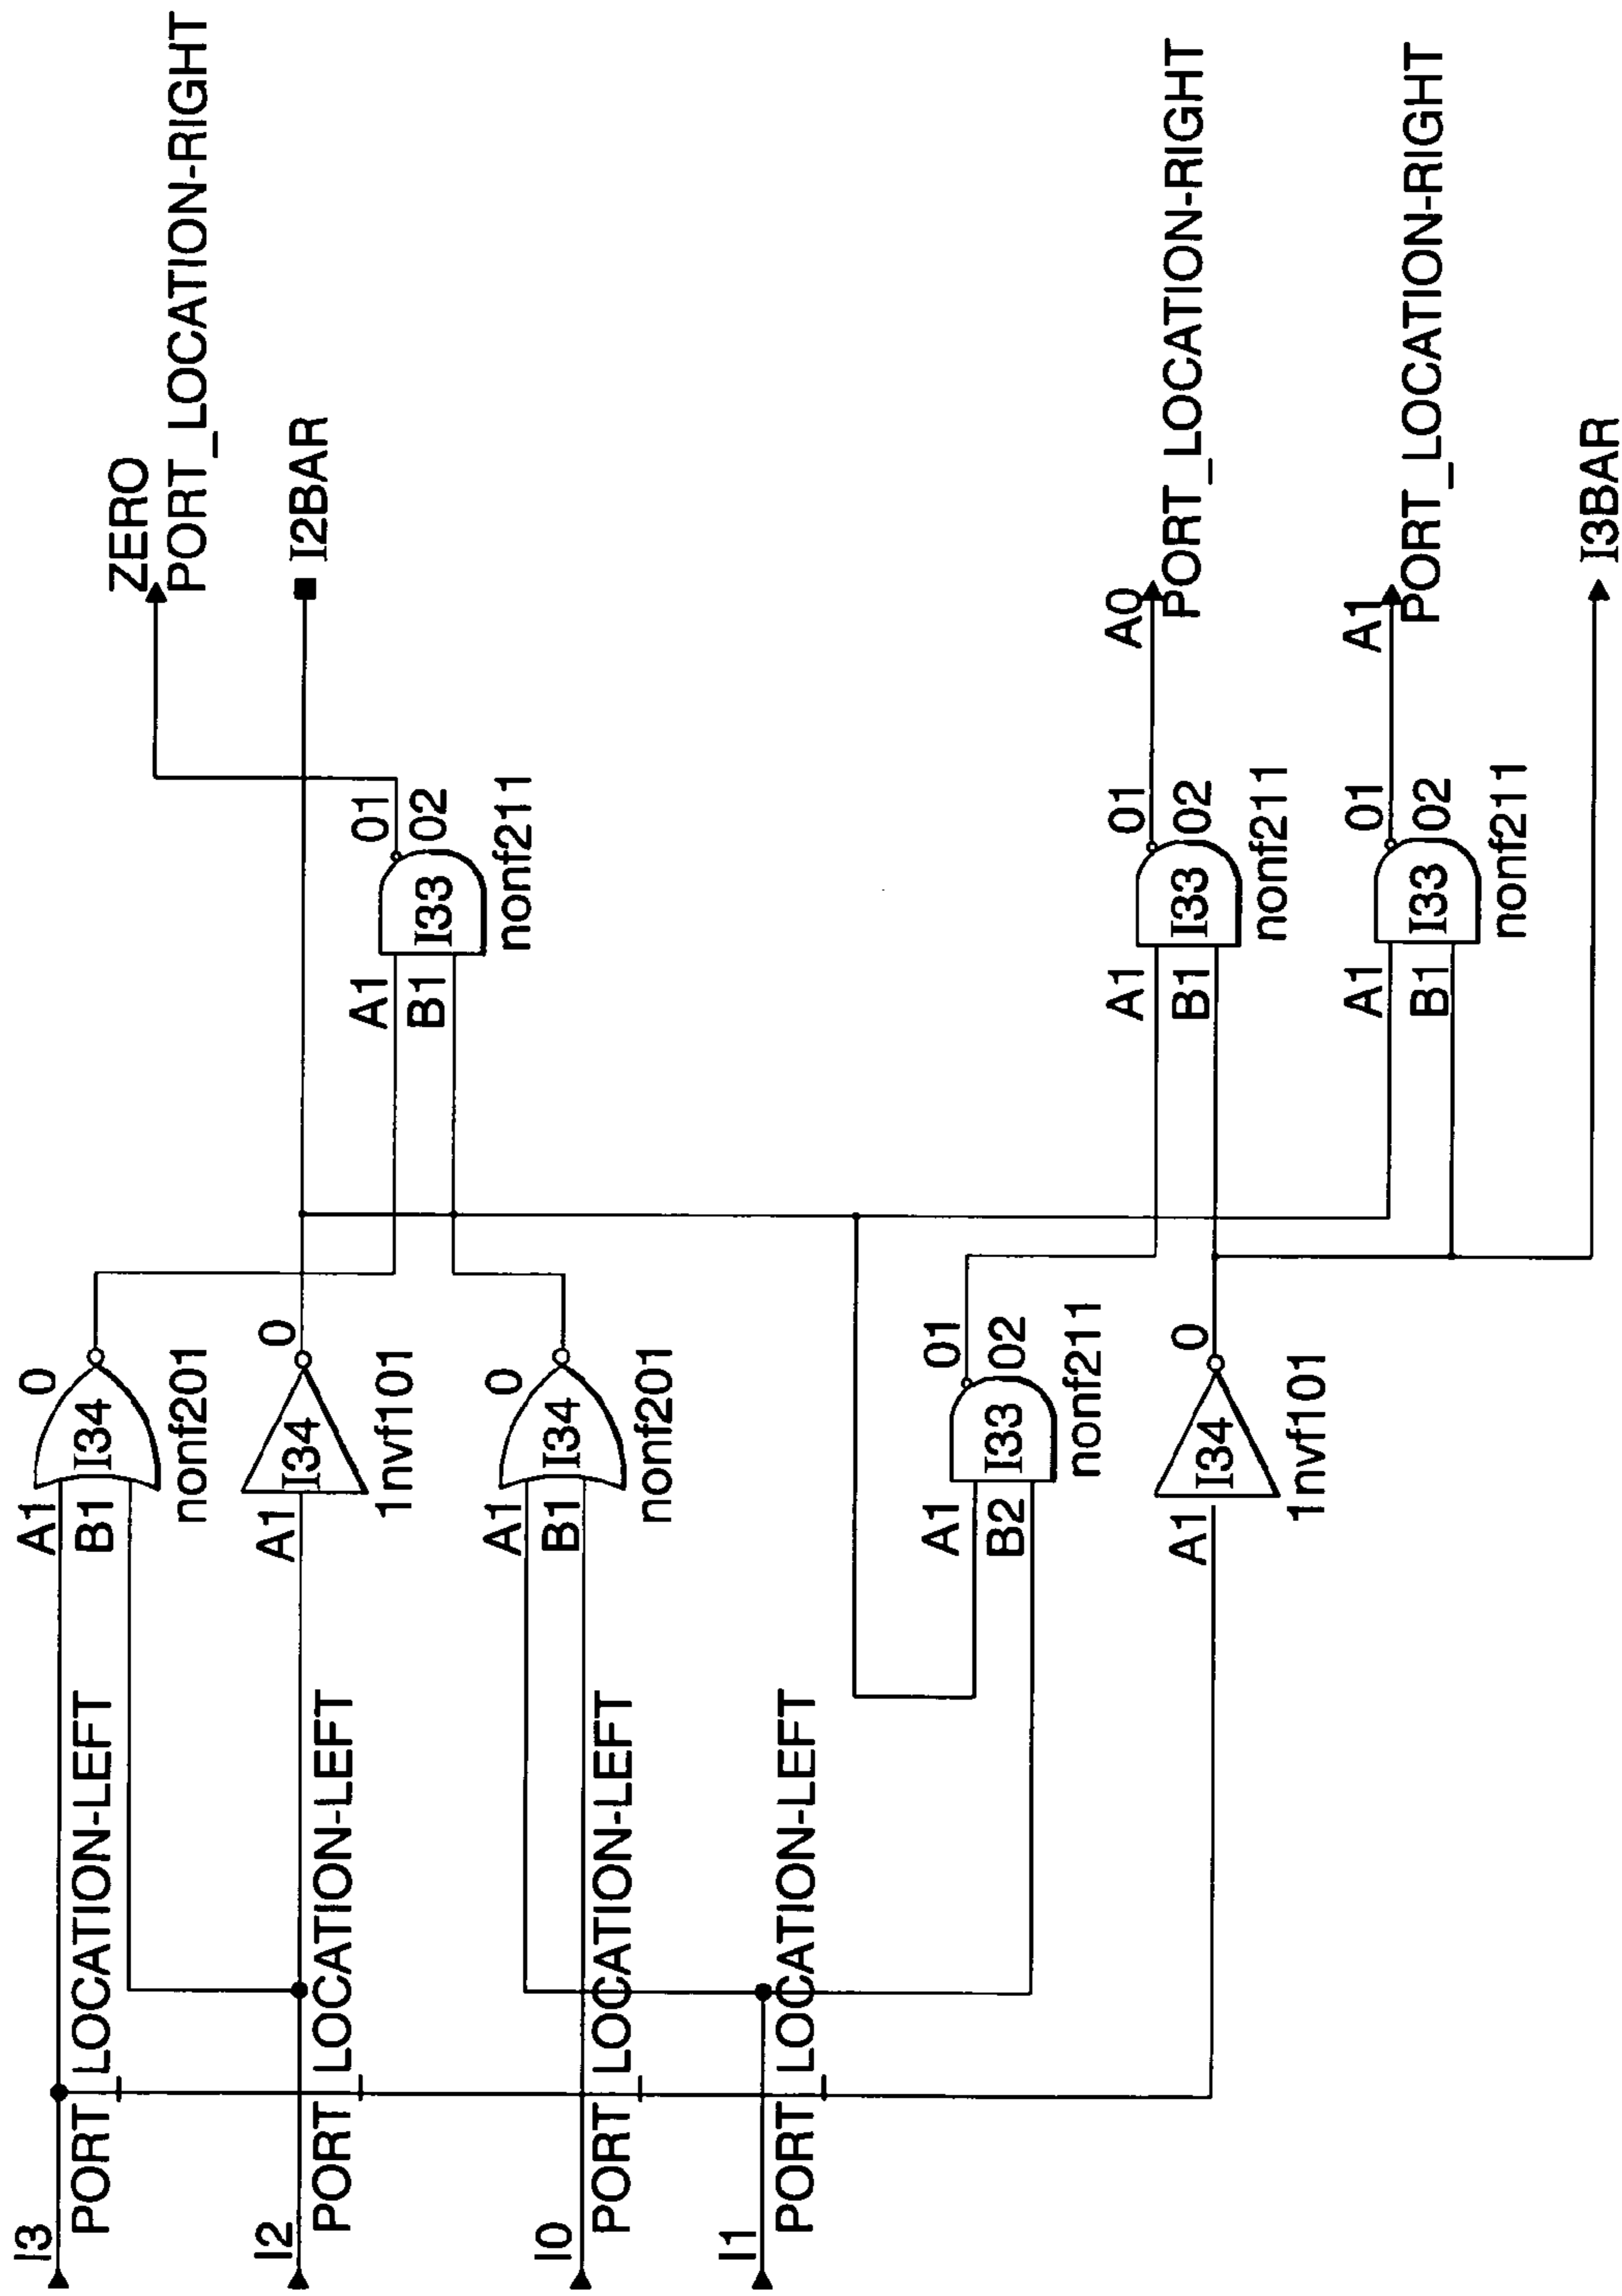 I3
PORT_LOCATION-LEFT
A1
B1
I34
0
nonf201
ZERO
PORT_LOCATION-RIGHT
I2
PORT_LOCATION-LEFT
A1
I34
0
1nvf101
I2BAR
A1
B1
I33
01
02
nonf211
I0
PORT_LOCATION-LEFT
A1
B1
I34
0
nonf201
I1
PORT_LOCATION-LEFT
A1
B2
I33
01
02
nonf211
A1
B1
I33
01
02
nonf211
A0
PORT_LOCATION-RIGHT
A1
I34
0
1nvf101
A1
B1
I33
01
02
nonf211
A1
PORT_LOCATION-RIGHT
I3BAR